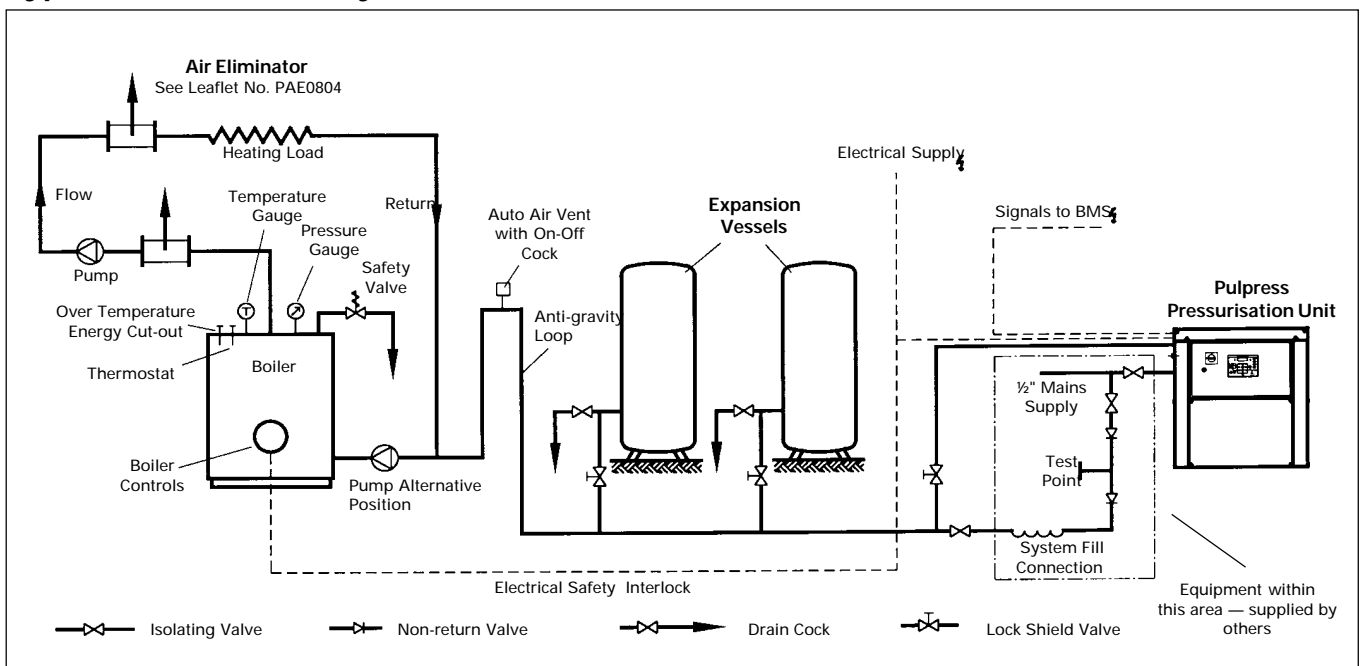 Air Eliminator
See Leaflet No. PAE0804
Heating Load
Flow
Temperature
Gauge
Return
Pressure
Gauge
Pump
Safety
Valve
Over Temperature
Energy Cut-out
Thermostat
Boiler
T
Boiler
Controls
Pump Alternative
Position
Auto Air Vent
with On-Off
Cock
Anti-gravity
Loop
Expansion
Vessels
Electrical Supply
Signals to BMS
Pulpress
Pressurisation Unit
½" Mains
Supply
Test
Point
System Fill
Connection
Electrical Safety Interlock
Equipment within
this area — supplied by
others
Isolating Valve
Non-return Valve
Drain Cock
Lock Shield Valve